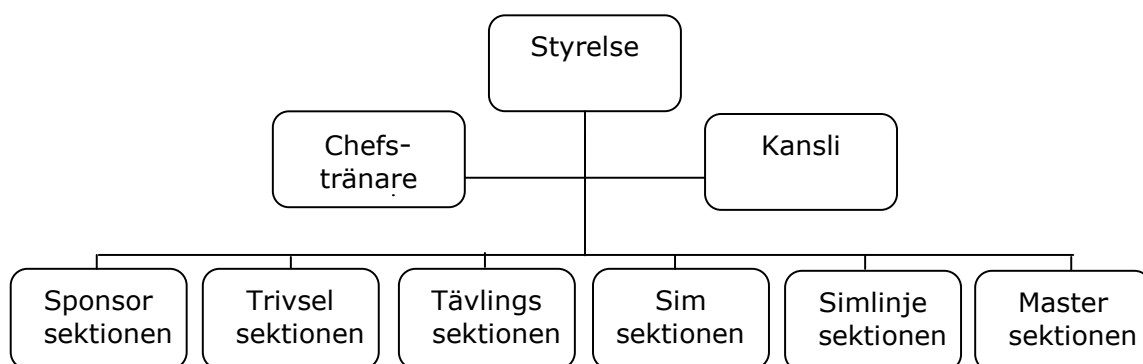 Styrelse
Chefs-
tränare
Kansli
Sponsor
sektionen
Trivsel
sektionen
Tävlings
sektionen
Sim
sektionen
Simlinje
sektionen
Master
sektionen